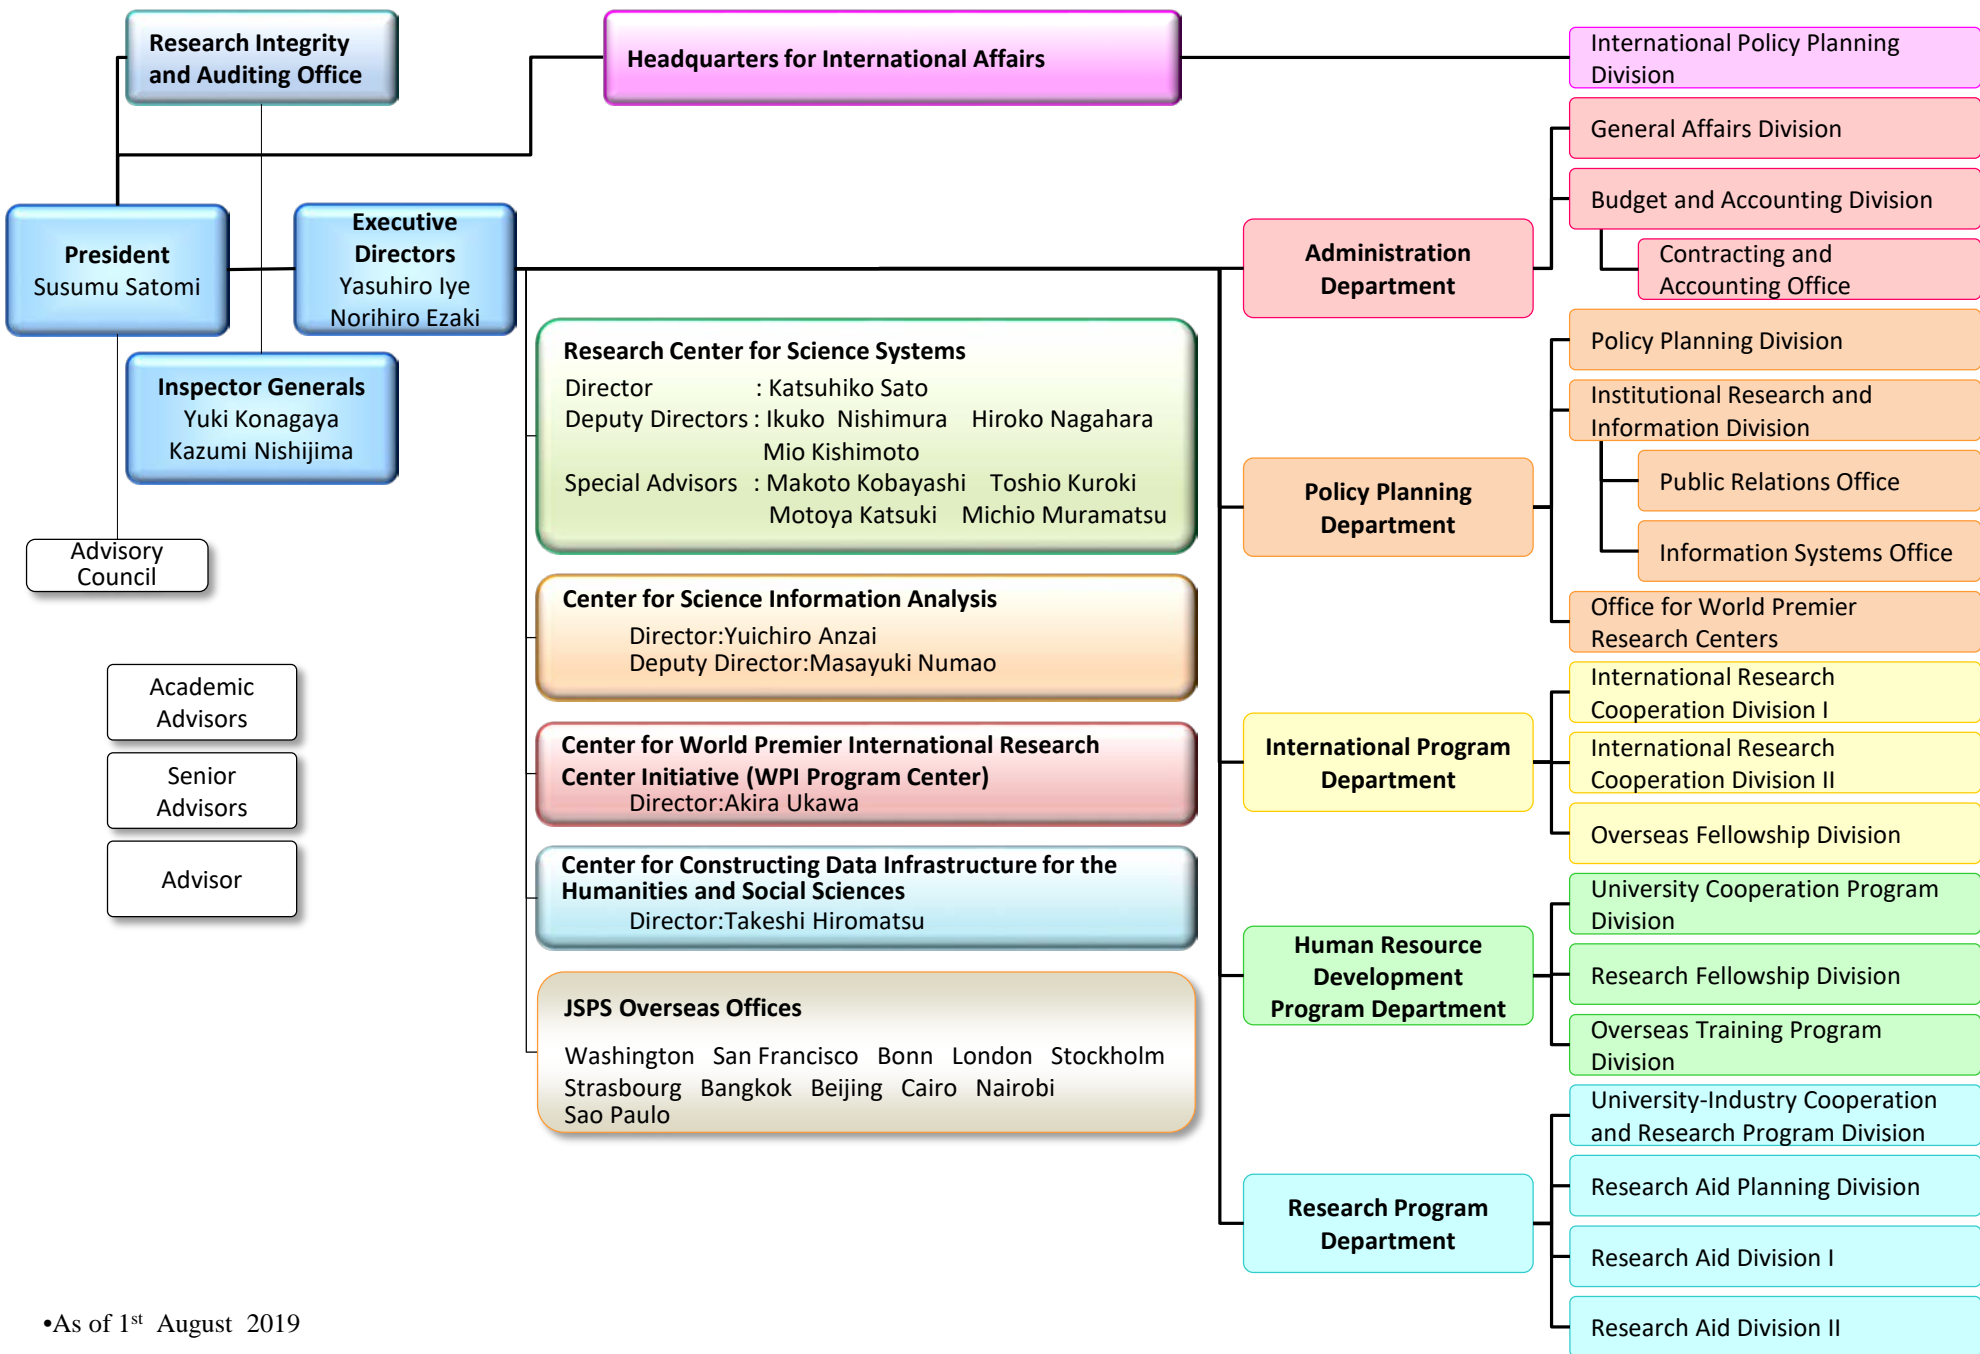 Research Integrity
and Auditing Office
Headquarters for International Affairs
International Policy Planning
Division
President
Susumu Satomi
Executive
Directors
Yasuhiro Iye
Norihiro Ezaki
Inspector Generals
Yuki Konagaya
Kazumi Nishijima
Advisory
Council
Academic
Advisors
Senior
Advisors
Advisor
Research Center for Science Systems
Director : Katsuhiko Sato
Deputy Directors : Ikuko Nishimura Hiroko Nagahara
Mio Kishimoto
Special Advisors : Makoto Kobayashi Toshio Kuroki
Motoya Katsuki Michio Muramatsu
Center for Science Information Analysis
Director:Yuichiro Anzai
Deputy Director:Masayuki Numao
Center for World Premier International Research
Center Initiative (WPI Program Center)
Director:Akira Ukawa
Center for Constructing Data Infrastructure for the
Humanities and Social Sciences
Director:Takeshi Hiromatsu
JSPS Overseas Offices
Washington San Francisco Bonn London Stockholm
Strasbourg Bangkok Beijing Cairo Nairobi
Sao Paulo
Administration
Department
General Affairs Division
Budget and Accounting Division
Contracting and
Accounting Office
Policy Planning
Department
Policy Planning Division
Institutional Research and
Information Division
Public Relations Office
Information Systems Office
Office for World Premier
Research Centers
International Program
Department
International Research
Cooperation Division I
International Research
Cooperation Division II
Overseas Fellowship Division
Human Resource
Development
Program Department
University Cooperation Program
Division
Research Fellowship Division
Overseas Training Program
Division
Research Program
Department
University-Industry Cooperation
and Research Program Division
Research Aid Planning Division
Research Aid Division I
Research Aid Division II
•As of 1st August 2019